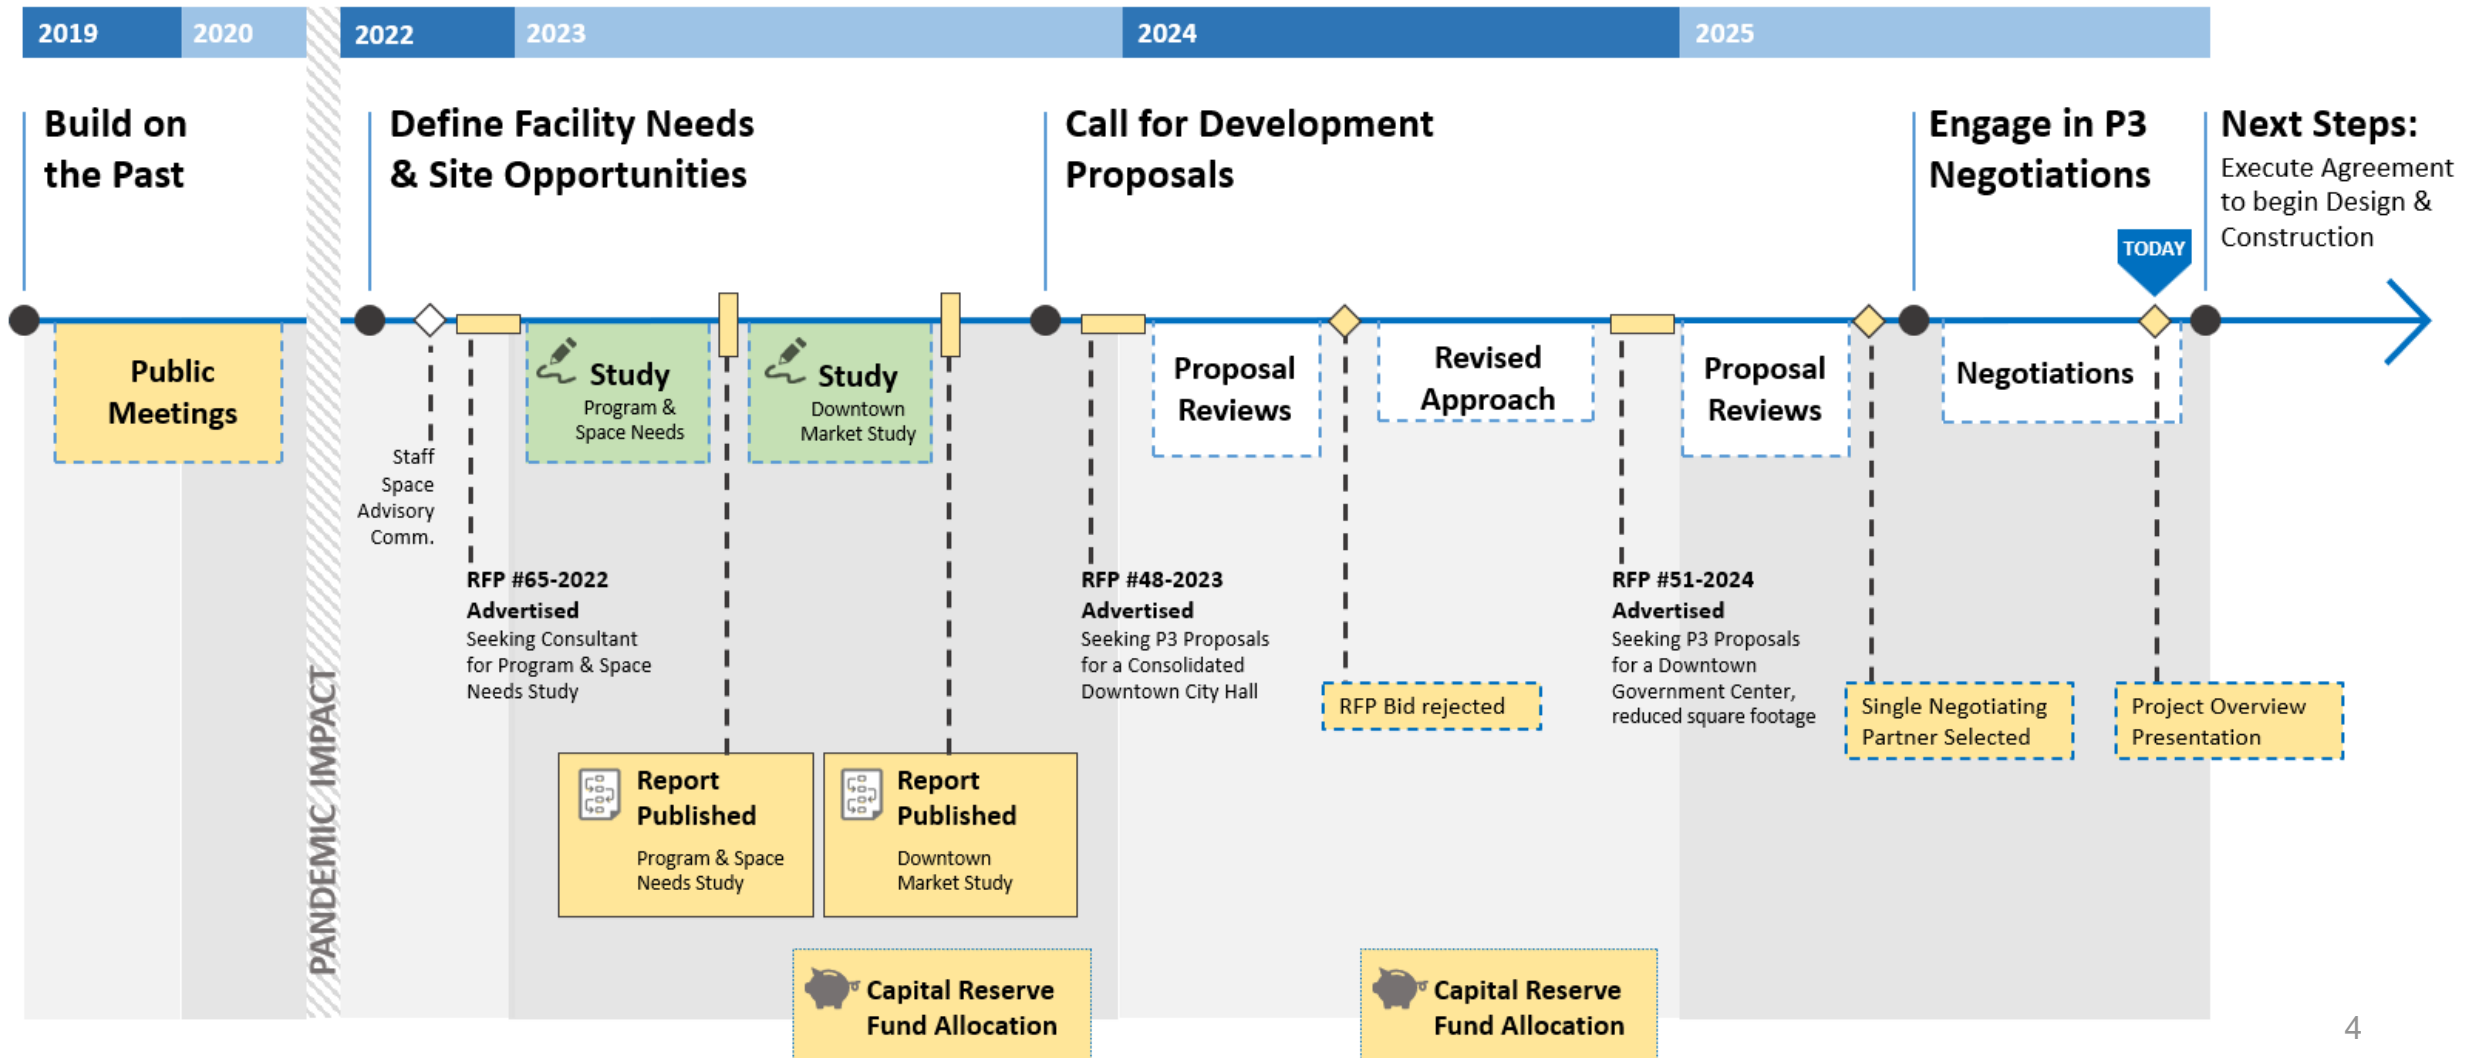 2019
2020
2022
2023
2024
2025
Build on
the Past
Define Facility Needs
& Site Opportunities
Call for Development
Proposals
Engage in P3
Negotiations
Next Steps:
Execute Agreement
to begin Design &
Construction
TODAY
Public
Meetings
Study
Program &
Space Needs
Study
Downtown
Market Study
Proposal
Reviews
Revised
Approach
Proposal
Reviews
Negotiations
Staff
Space
Advisory
Comm.
RFP #65-2022
Advertised
Seeking Consultant
for Program & Space
Needs Study
RFP #48-2023
Advertised
Seeking P3 Proposals
for a Consolidated
Downtown City Hall
RFP Bid rejected
RFP #51-2024
Advertised
Seeking P3 Proposals
for a Downtown
Government Center,
reduced square footage
Single Negotiating
Partner Selected
Project Overview
Presentation
PANDEMIC IMPACT
Report
Published
Program & Space
Needs Study
Report
Published
Downtown
Market Study
Capital Reserve
Fund Allocation
Capital Reserve
Fund Allocation
4